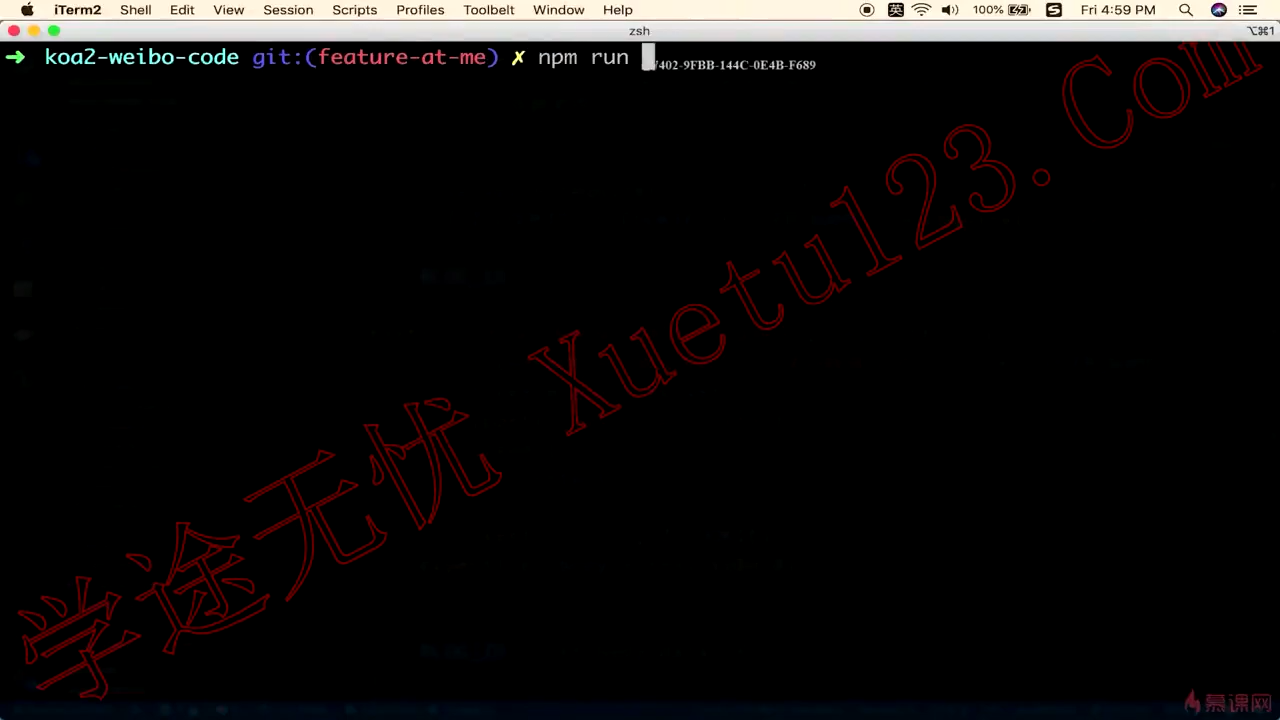 iTerm2 Shell Edit View Session Scripts Profiles Toolbelt Window Help 英 100% S Fri 4:59 PM
zsh ⌥⌘1
➜ koa2-weibo-code git:(feature-at-me) ✗ npm run
402-9FBB-144C-0E4B-F689
学途无忧 Xuetu123.Com
慕课网